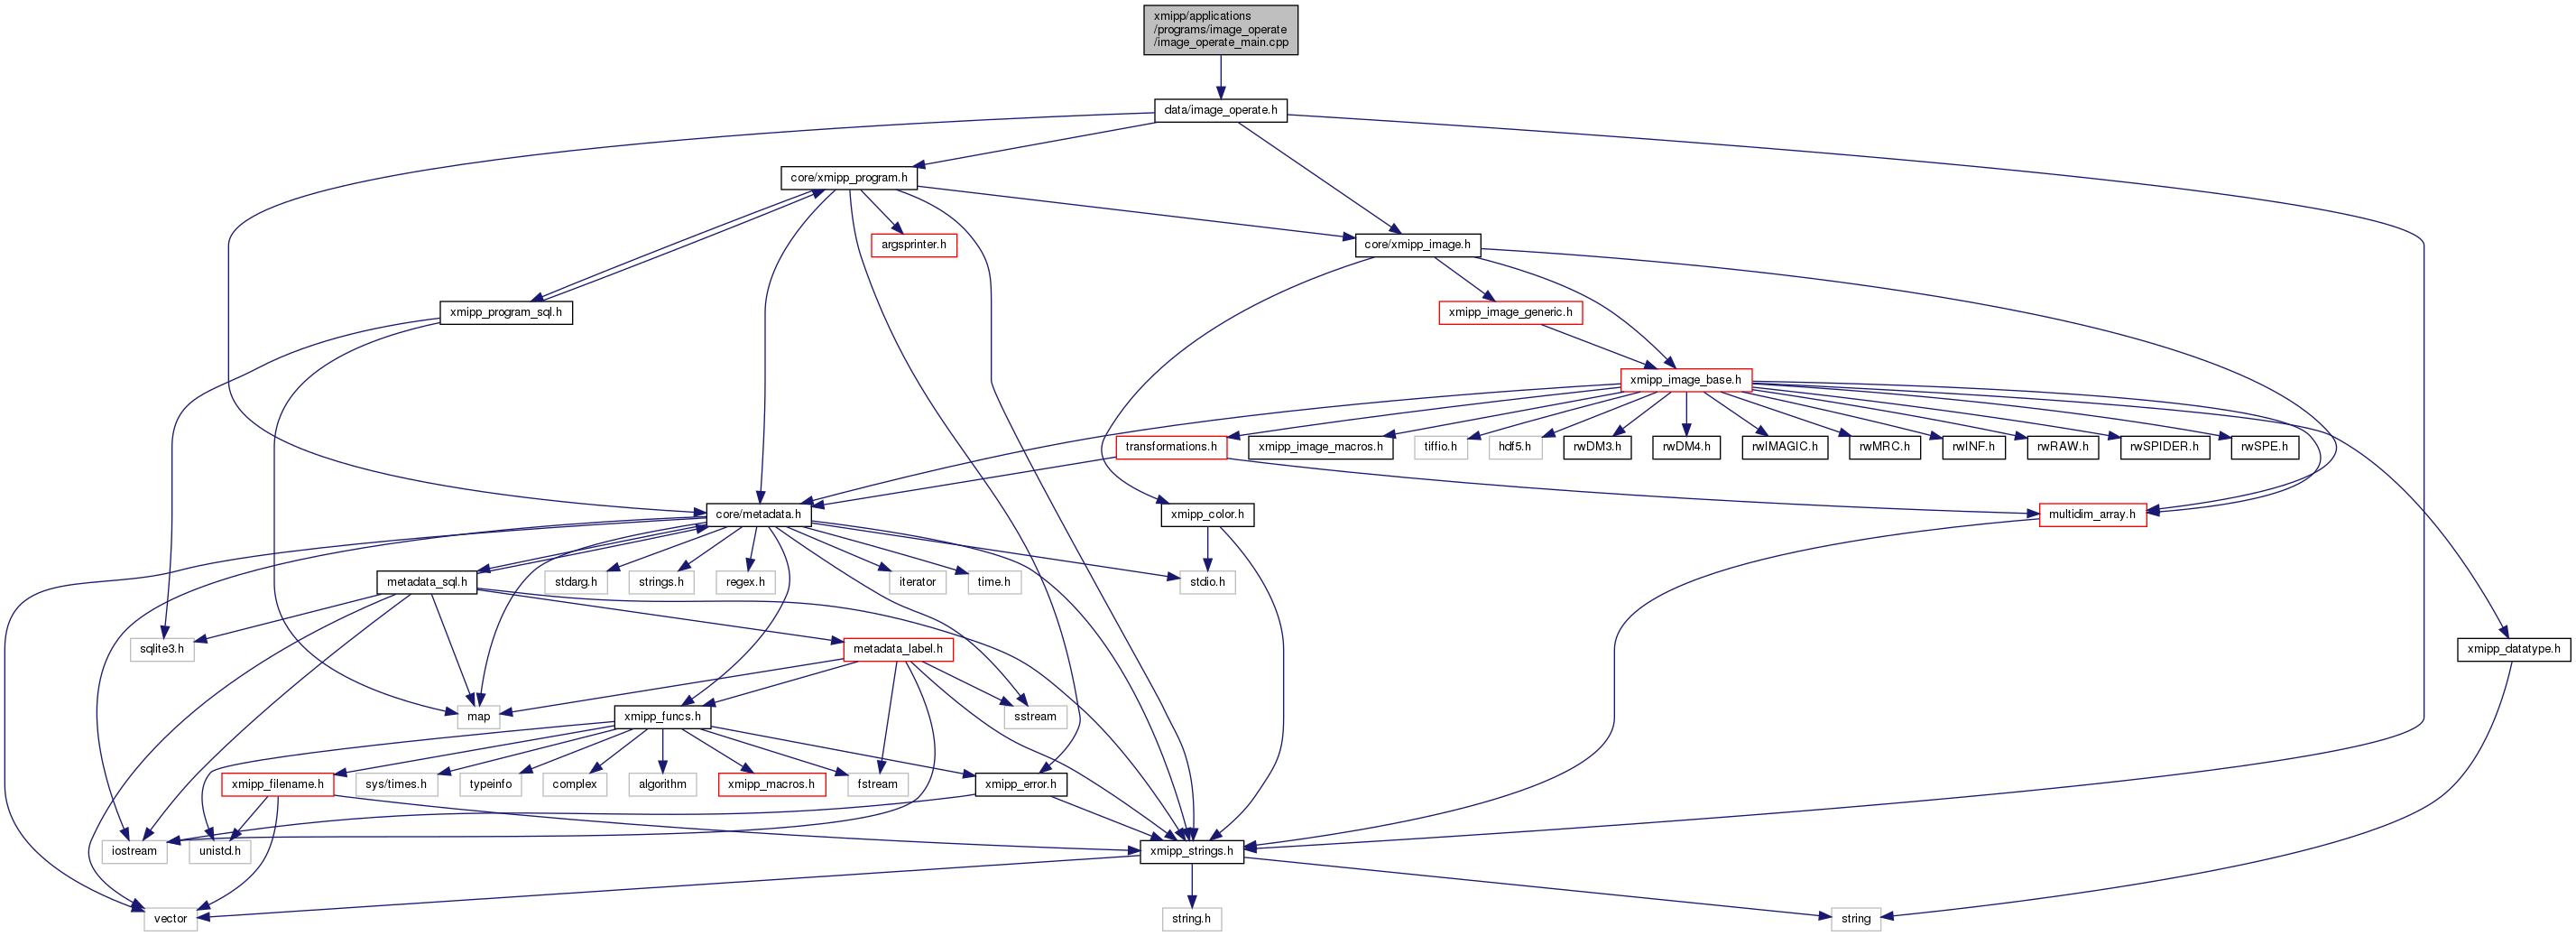 xmipp/applications
/programs/image_operate
/image_operate_main.cpp
data/image_operate.h
core/xmipp_program.h
argsprinter.h
core/xmipp_image.h
xmipp_program_sql.h
xmipp_image_generic.h
xmipp_image_base.h
transformations.h
xmipp_image_macros.h
tiffio.h
hdf5.h
rwDM3.h
rwDM4.h
rwIMAGIC.h
rwMRC.h
rwINF.h
rwRAW.h
rwSPIDER.h
rwSPE.h
core/metadata.h
xmipp_color.h
multidim_array.h
metadata_sql.h
stdarg.h
strings.h
regex.h
iterator
time.h
stdio.h
sqlite3.h
metadata_label.h
xmipp_datatype.h
map
xmipp_funcs.h
sstream
xmipp_filename.h
sys/times.h
typeinfo
complex
algorithm
xmipp_macros.h
fstream
xmipp_error.h
iostream
unistd.h
xmipp_strings.h
vector
string.h
string